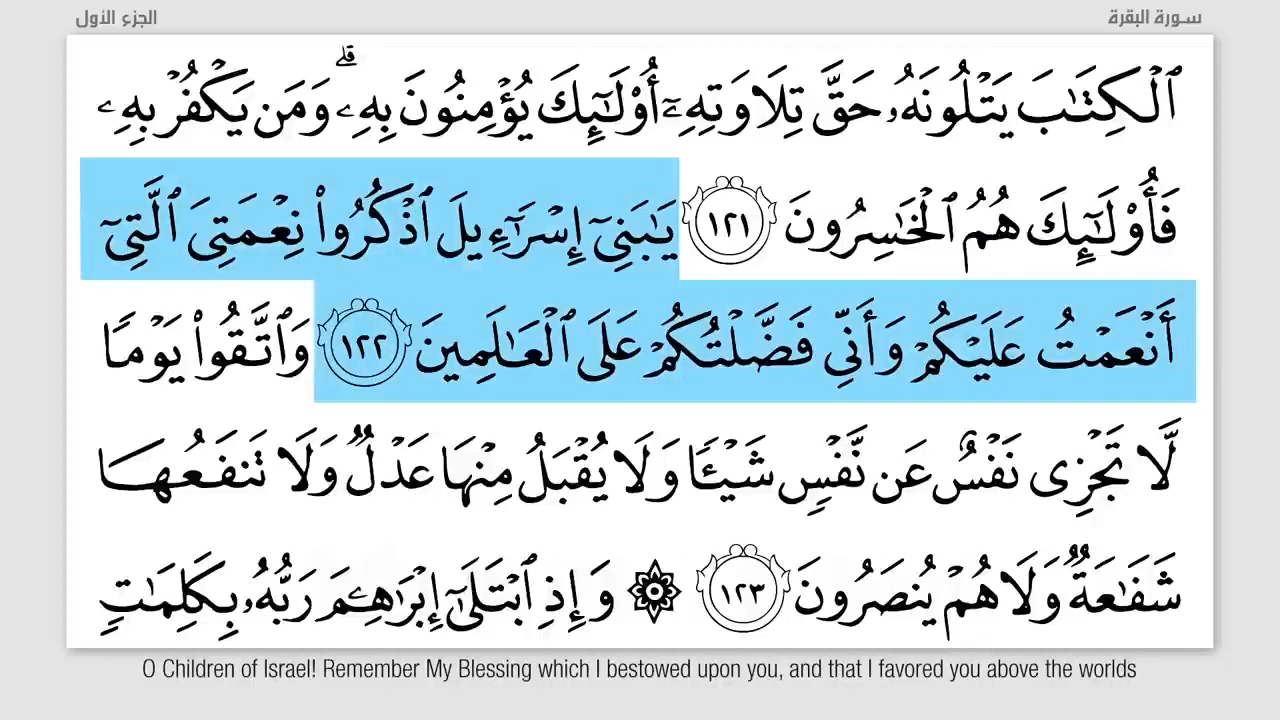 سورة البقرة
الجزء الأول
ٱلْكِتَٰبَ يَتْلُونَهُۥ حَقَّ تِلَاوَتِهِۦٓ أُو۟لَٰٓئِكَ يُؤْمِنُونَ بِهِۦ ۗ وَمَن يَكْفُرْ بِهِۦ
فَأُو۟لَٰٓئِكَ هُمُ ٱلْخَٰسِرُونَ ١٢١ يَٰبَنِىٓ إِسْرَٰٓءِيلَ ٱذْكُرُوا۟ نِعْمَتِىَ ٱلَّتِىٓ
أَنْعَمْتُ عَلَيْكُمْ وَأَنِّى فَضَّلْتُكُمْ عَلَى ٱلْعَٰلَمِينَ ١٢٢ وَٱتَّقُوا۟ يَوْمًا
لَّا تَجْزِى نَفْسٌ عَن نَّفْسٍ شَيْـًٔا وَلَا يُقْبَلُ مِنْهَا عَدْلٌ وَلَا تَنفَعُهَا
شَفَٰعَةٌ وَلَا هُمْ يُنصَرُونَ ١٢٣ ۞ وَإِذِ ٱبْتَلَىٰٓ إِبْرَٰهِـۧمَ رَبُّهُۥ بِكَلِمَٰتٍ
O Children of Israel! Remember My Blessing which I bestowed upon you, and that I favored you above the worlds